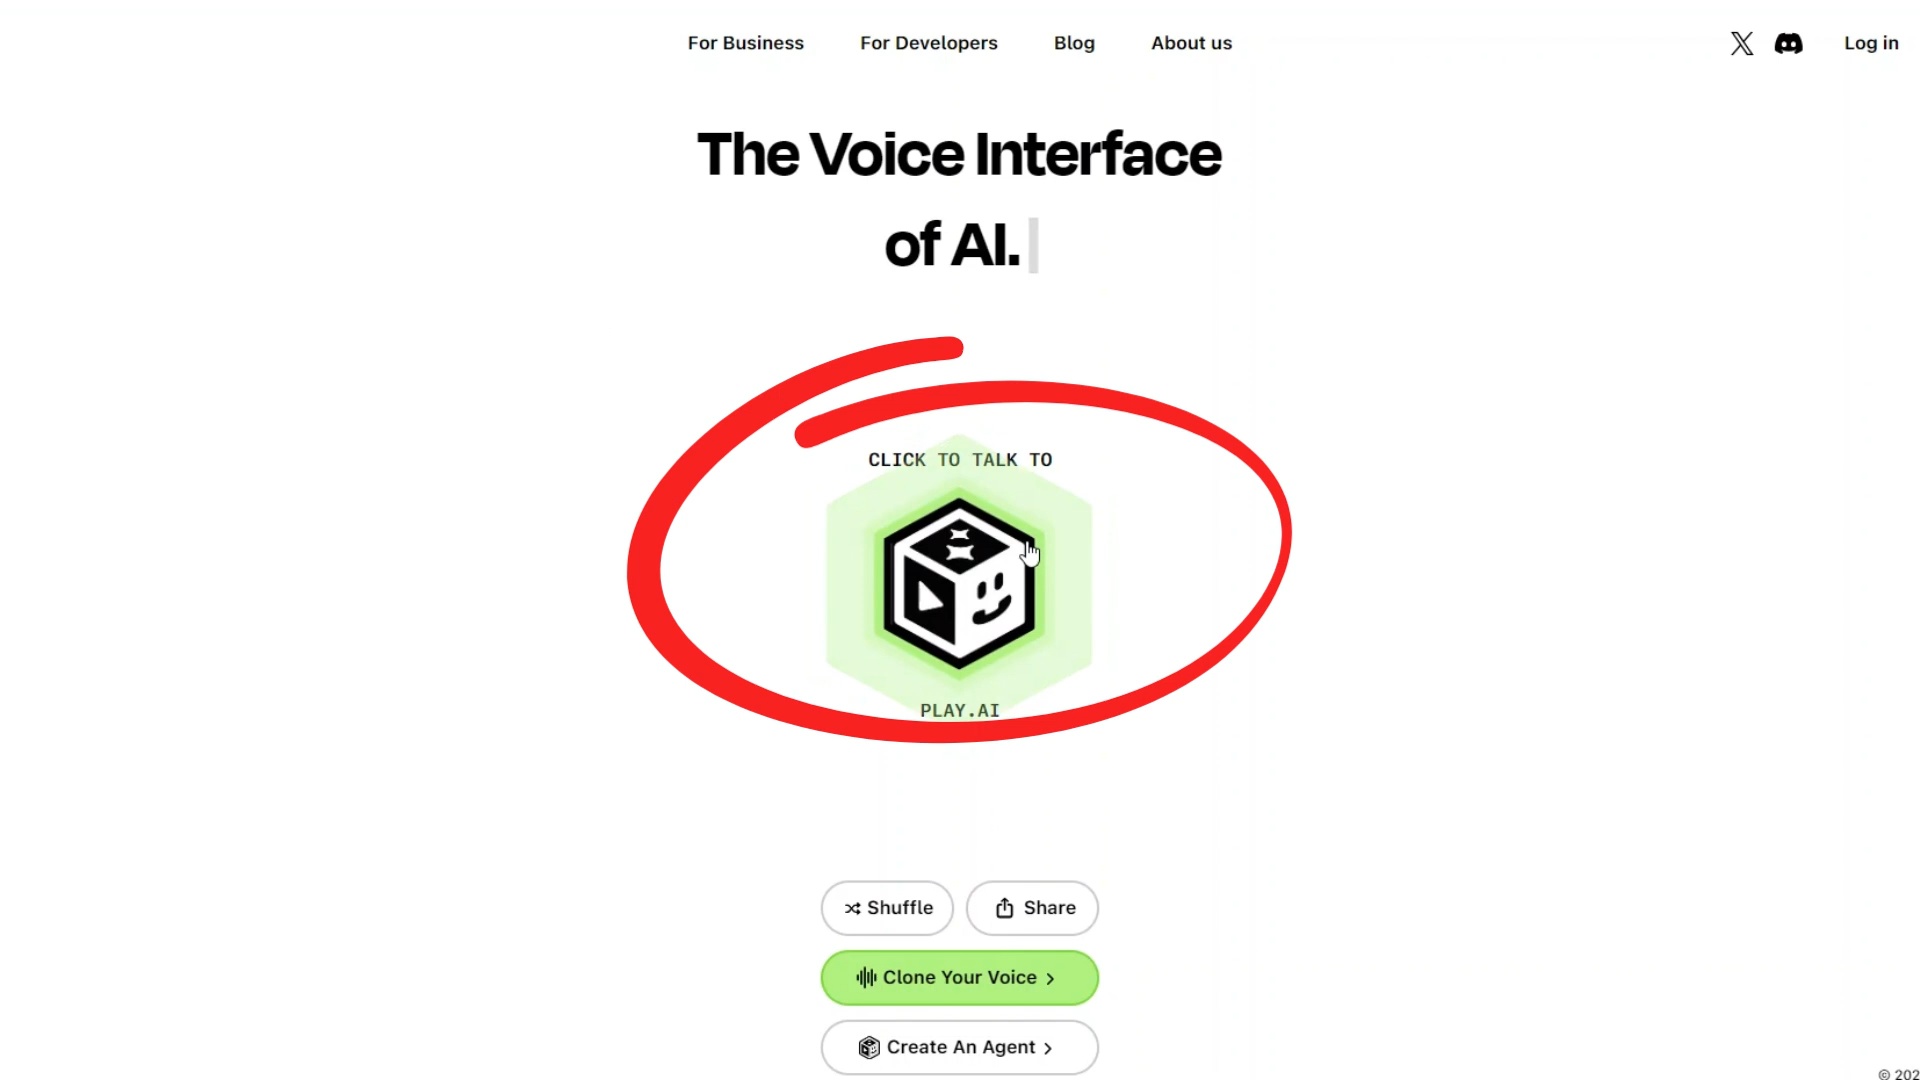 For Business
For Developers
Blog
About us
Log in
The Voice Interface
of AI.
CLICK TO TALK TO
PLAY.AI
Shuffle
Share
Clone Your Voice
Create An Agent
© 202